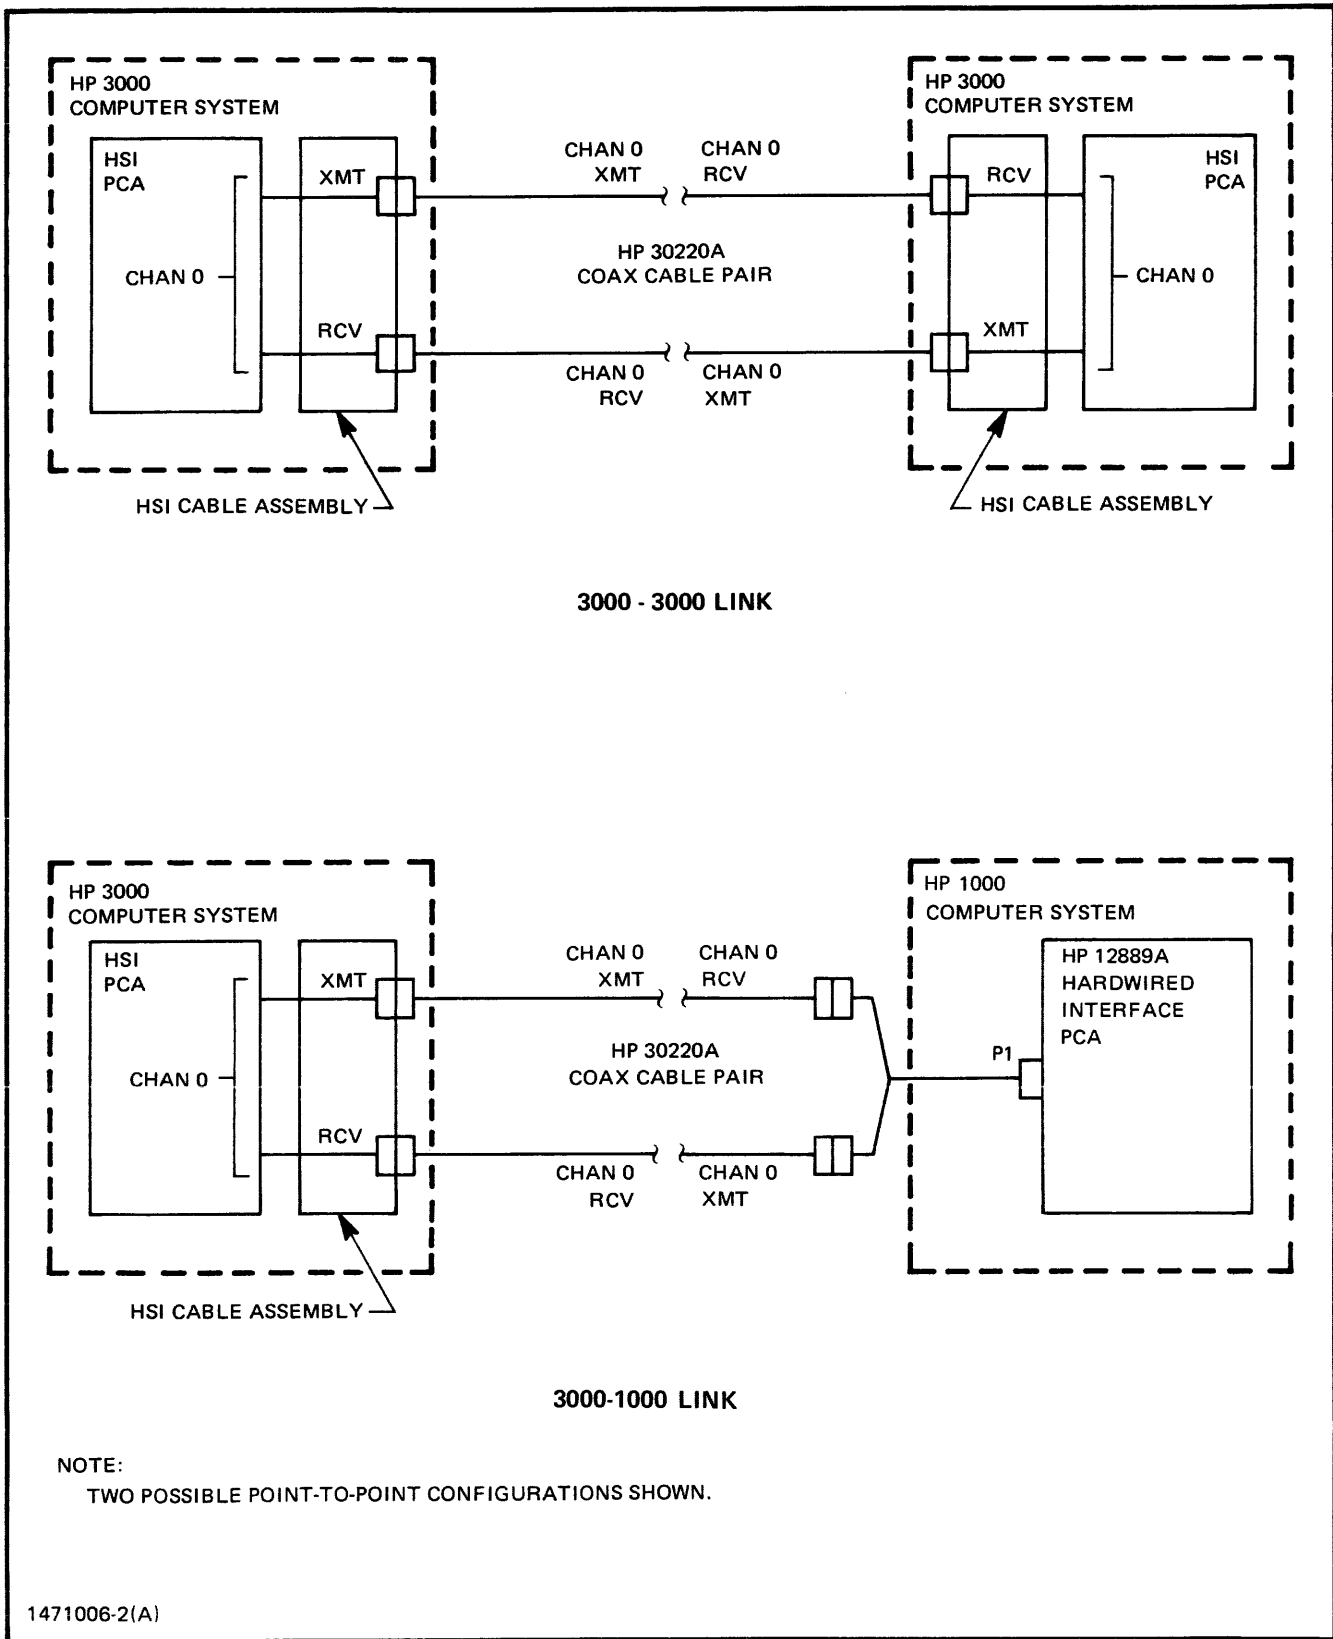 HP 3000
COMPUTER SYSTEM
HSI
PCA
XMT
CHAN 0
RCV
HSI CABLE ASSEMBLY
CHAN 0
XMT
CHAN 0
RCV
HP 30220A
COAX CABLE PAIR
CHAN 0
RCV
CHAN 0
XMT
HP 3000
COMPUTER SYSTEM
RCV
HSI
PCA
CHAN 0
XMT
HSI CABLE ASSEMBLY
3000 - 3000 LINK
HP 3000
COMPUTER SYSTEM
HSI
PCA
XMT
CHAN 0
RCV
HSI CABLE ASSEMBLY
CHAN 0
XMT
CHAN 0
RCV
HP 30220A
COAX CABLE PAIR
CHAN 0
RCV
CHAN 0
XMT
HP 1000
COMPUTER SYSTEM
HP 12889A
HARDWIRED
INTERFACE
PCA
P1
3000-1000 LINK
NOTE:
TWO POSSIBLE POINT-TO-POINT CONFIGURATIONS SHOWN.
1471006-2(A)